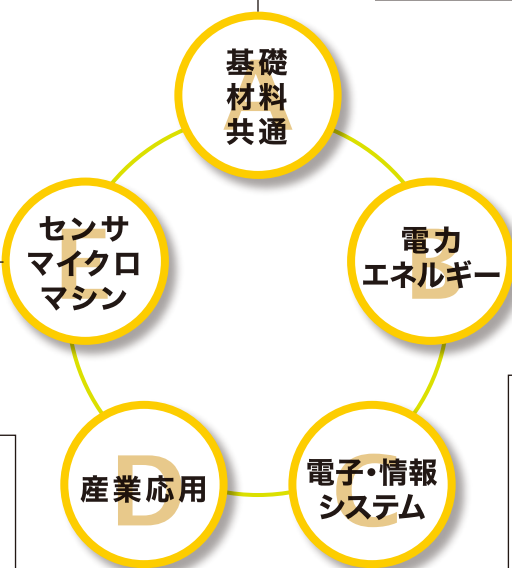 A
基礎
材料
共通
B
電力
エネルギー
C
電子・情報
システム
D
産業応用
E
センサ
マイクロ
マシン